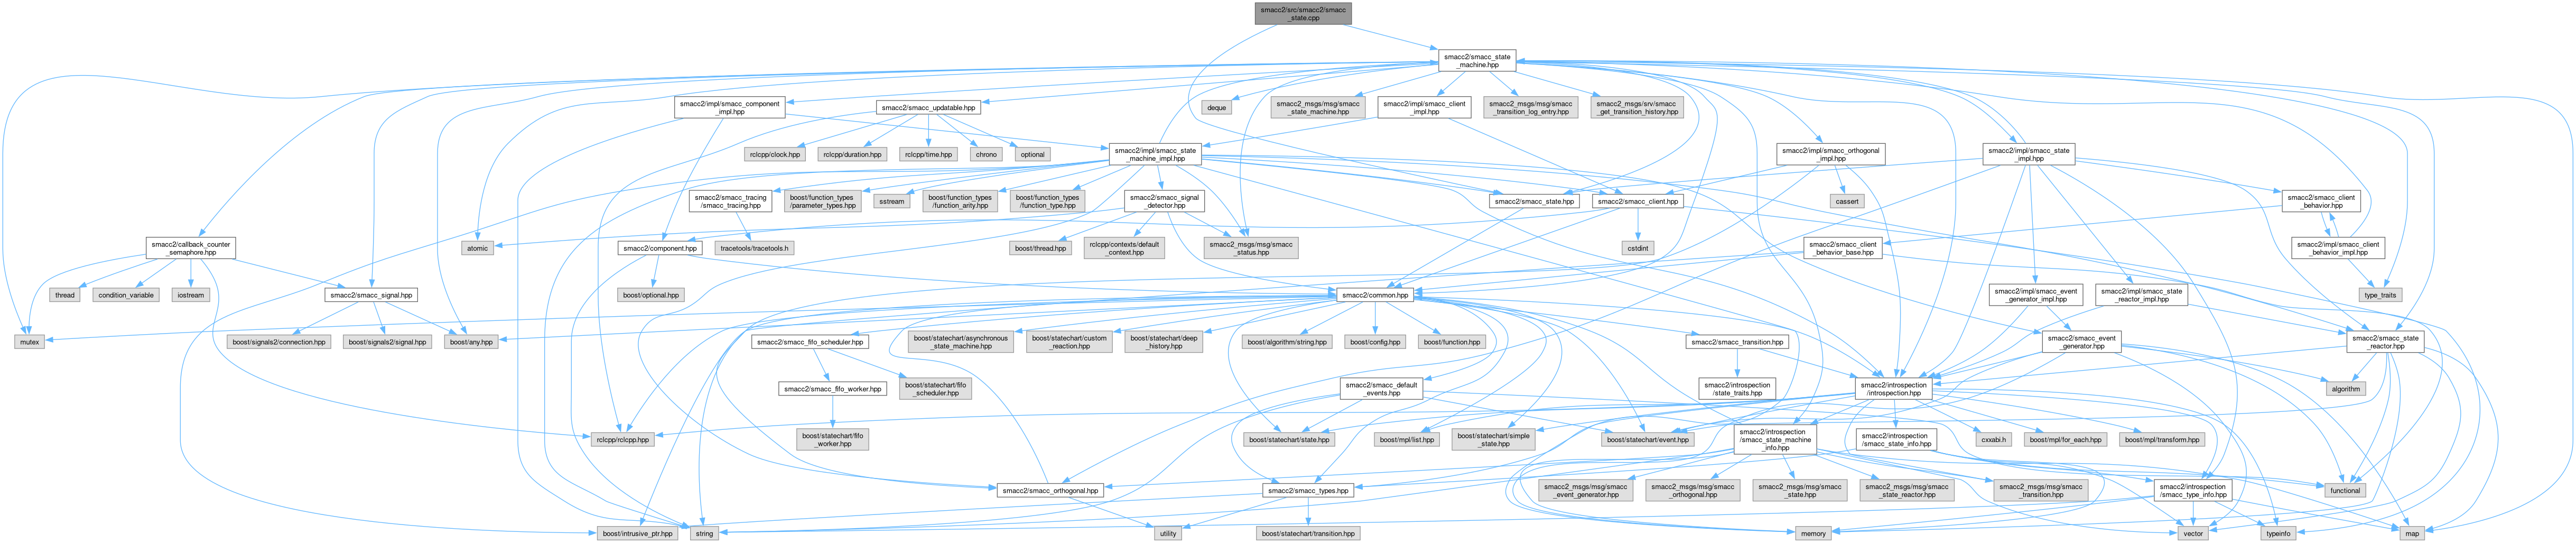 smacc2/src/smacc2/smacc
_state.cpp
smacc2/smacc_state
_machine.hpp
smacc2/impl/smacc_component
_impl.hpp
smacc2/smacc_updatable.hpp
deque
smacc2_msgs/msg/smacc
_state_machine.hpp
smacc2/impl/smacc_client
_impl.hpp
smacc2_msgs/msg/smacc
_transition_log_entry.hpp
smacc2_msgs/srv/smacc
_get_transition_history.hpp
rclcpp/clock.hpp
rclcpp/duration.hpp
rclcpp/time.hpp
chrono
optional
smacc2/impl/smacc_state
_machine_impl.hpp
smacc2/impl/smacc_orthogonal
_impl.hpp
smacc2/impl/smacc_state
_impl.hpp
smacc2/smacc_tracing
/smacc_tracing.hpp
boost/function_types
/parameter_types.hpp
sstream
boost/function_types
/function_arity.hpp
boost/function_types
/function_type.hpp
smacc2/smacc_signal
_detector.hpp
smacc2/smacc_state.hpp
smacc2/smacc_client.hpp
cassert
smacc2/smacc_client
_behavior.hpp
smacc2/callback_counter
_semaphore.hpp
atomic
smacc2/component.hpp
tracetools/tracetools.h
boost/thread.hpp
rclcpp/contexts/default
_context.hpp
smacc2_msgs/msg/smacc
_status.hpp
cstdint
smacc2/smacc_client
_behavior_base.hpp
smacc2/impl/smacc_client
_behavior_impl.hpp
thread
condition_variable
iostream
smacc2/smacc_signal.hpp
boost/optional.hpp
smacc2/common.hpp
smacc2/impl/smacc_event
_generator_impl.hpp
smacc2/impl/smacc_state
_reactor_impl.hpp
type_traits
mutex
boost/signals2/connection.hpp
boost/signals2/signal.hpp
boost/any.hpp
smacc2/smacc_fifo_scheduler.hpp
boost/statechart/asynchronous
_state_machine.hpp
boost/statechart/custom
_reaction.hpp
boost/statechart/deep
_history.hpp
boost/algorithm/string.hpp
boost/config.hpp
boost/function.hpp
smacc2/smacc_transition.hpp
smacc2/smacc_event
_generator.hpp
smacc2/smacc_state
_reactor.hpp
smacc2/smacc_fifo_worker.hpp
boost/statechart/fifo
_scheduler.hpp
smacc2/smacc_default
_events.hpp
smacc2/introspection
/state_traits.hpp
smacc2/introspection
/introspection.hpp
algorithm
rclcpp/rclcpp.hpp
boost/statechart/fifo
_worker.hpp
boost/statechart/state.hpp
boost/mpl/list.hpp
boost/statechart/simple
_state.hpp
boost/statechart/event.hpp
smacc2/introspection
/smacc_state_machine
_info.hpp
smacc2/introspection
/smacc_state_info.hpp
cxxabi.h
boost/mpl/for_each.hpp
boost/mpl/transform.hpp
smacc2/smacc_orthogonal.hpp
smacc2/smacc_types.hpp
smacc2_msgs/msg/smacc
_event_generator.hpp
smacc2_msgs/msg/smacc
_orthogonal.hpp
smacc2_msgs/msg/smacc
_state.hpp
smacc2_msgs/msg/smacc
_state_reactor.hpp
smacc2_msgs/msg/smacc
_transition.hpp
smacc2/introspection
/smacc_type_info.hpp
functional
boost/intrusive_ptr.hpp
string
utility
boost/statechart/transition.hpp
memory
vector
typeinfo
map